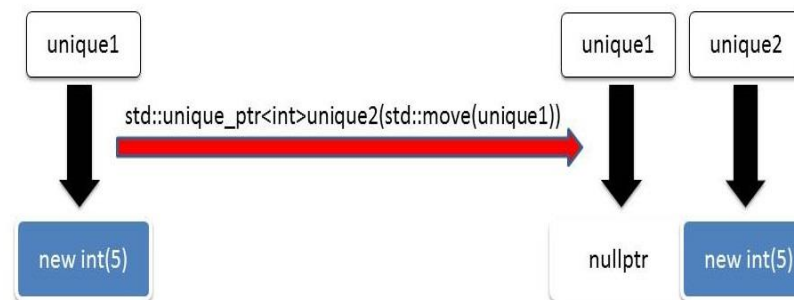 unique1
unique1
unique2
std::unique_ptr<int>unique2(std::move(unique1))
new int(5)
nullptr
new int(5)